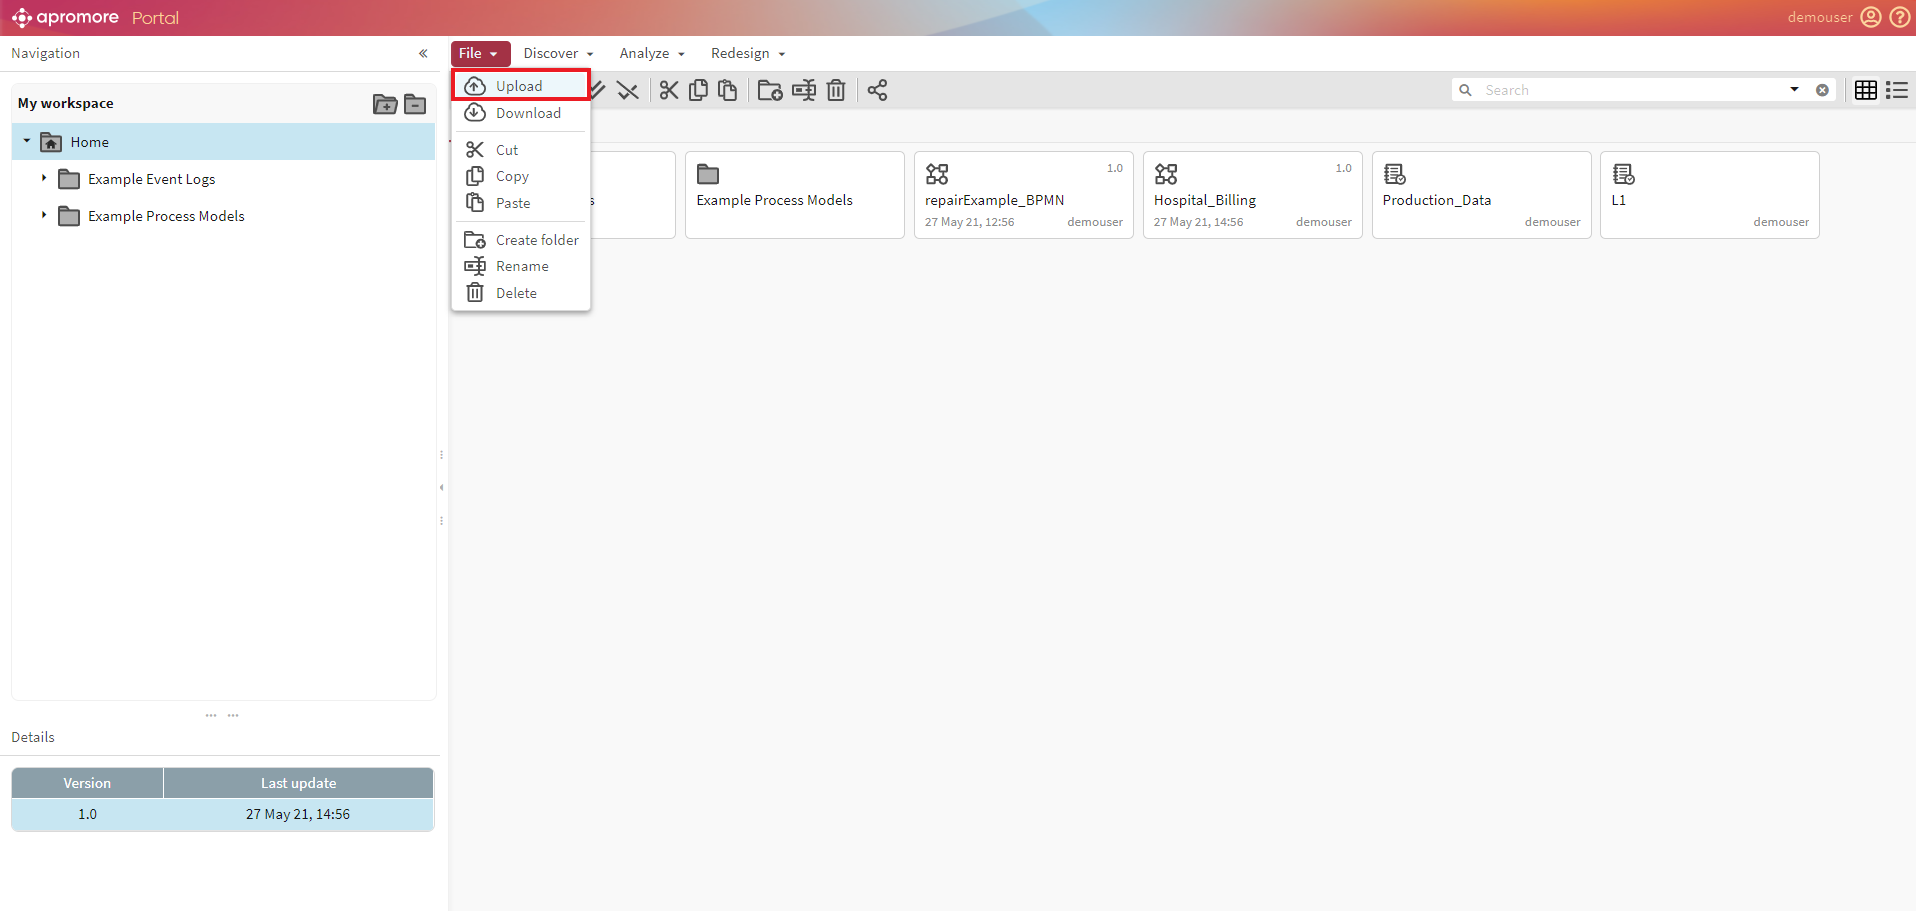 apromore Portal
demouser
Navigation
File
Discover
Analyze
Redesign
My workspace
Home
Example Event Logs
Example Process Models
Upload
Download
Cut
Copy
Paste
Create folder
Rename
Delete
Search
s
Example Process Models
1.0
repairExample_BPMN
27 May 21, 12:56 demouser
1.0
Hospital_Billing
27 May 21, 14:56 demouser
Production_Data
demouser
L1
demouser
Details
Version Last update
1.0 27 May 21, 14:56